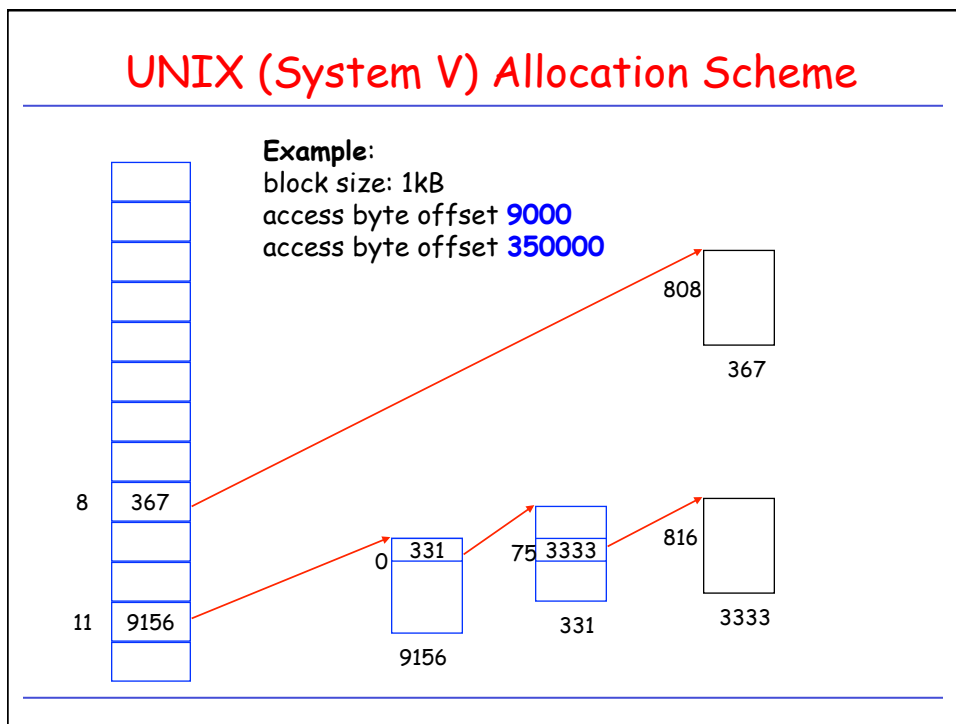 UNIX (System V) Allocation Scheme
Example:
block size: 1kB
access byte offset 9000
access byte offset 350000
808
367
8 367
0 331
75 3333
816
11 9156
9156
331
3333